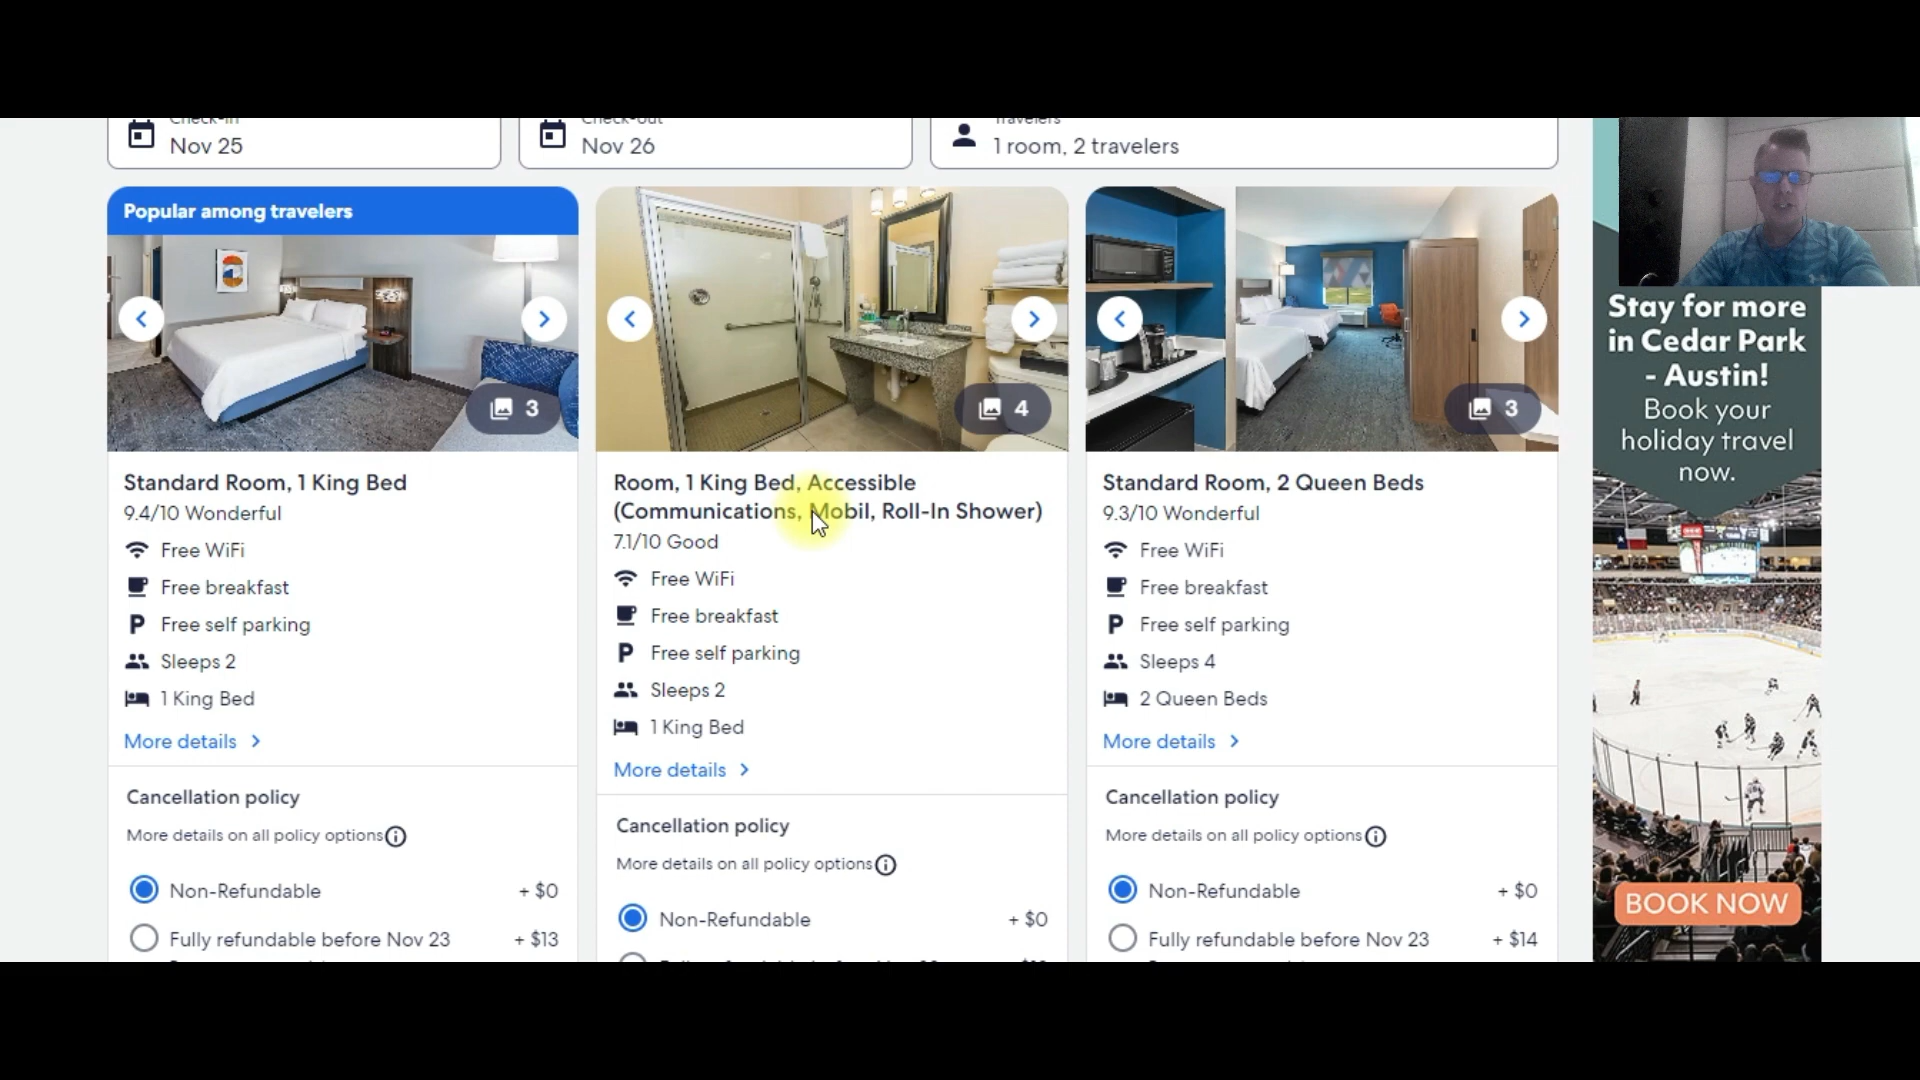 Check-in
Nov 25
Check-out
Nov 26
Travelers
1 room, 2 travelers
Popular among travelers
3
Standard Room, 1 King Bed
9.4/10 Wonderful
Free WiFi
Free breakfast
P Free self parking
Sleeps 2
1 King Bed
More details
Cancellation policy
More details on all policy options
Non-Refundable + $0
Fully refundable before Nov 23 + $13
4
Room, 1 King Bed, Accessible
(Communications, Mobil, Roll-In Shower)
7.1/10 Good
Free WiFi
Free breakfast
P Free self parking
Sleeps 2
1 King Bed
More details
Cancellation policy
More details on all policy options
Non-Refundable + $0
3
Standard Room, 2 Queen Beds
9.3/10 Wonderful
Free WiFi
Free breakfast
P Free self parking
Sleeps 4
2 Queen Beds
More details
Cancellation policy
More details on all policy options
Non-Refundable + $0
Fully refundable before Nov 23 + $14
Stay for more
in Cedar Park
- Austin!
Book your
holiday travel
now.
BOOK NOW